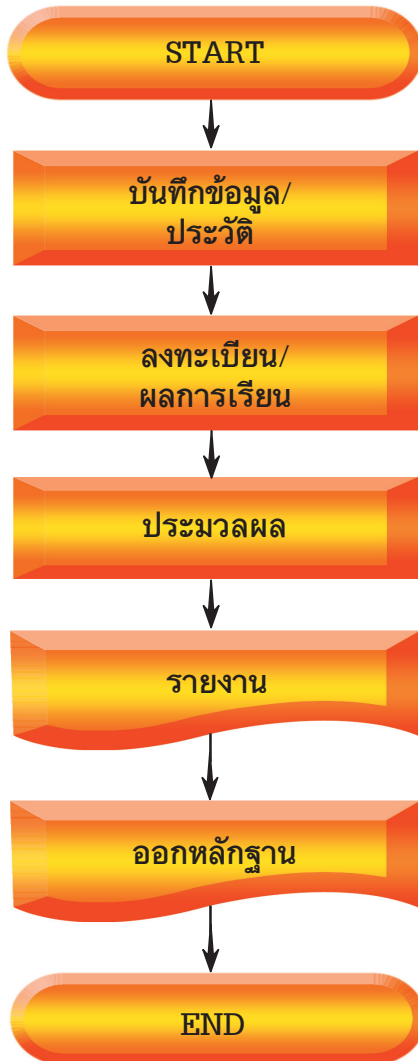 START
บันทึกข้อมูล/
ประวัติ
ลงทะเบียน/
ผลการเรียน
ประมวลผล
รายงาน
ออกหลักฐาน
END